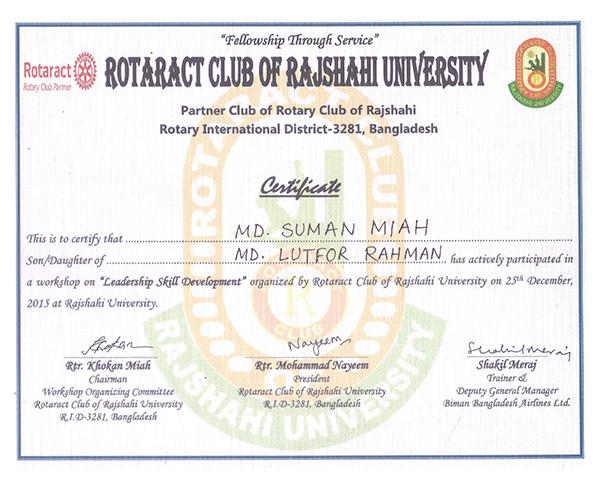 "Fellowship Through Service"
Rotaract
Rotary Club Partner
ROTARACT CLUB OF RAJSHAHI UNIVERSITY
RAJSHAHI UNIVERSITY
Partner Club of Rotary Club of Rajshahi
Rotary International District-3281, Bangladesh
ROTARACT CLUB
Certificate
This is to certify that MD. SUMAN MIAH
Son/Daughter of MD. LUTFOR RAHMAN has actively participated in
a workshop on "Leadership Skill Development" organized by Rotaract Club of Rajshahi University on 25th December,
2015 at Rajshahi University.
R
CLUB
RAJSHAHI UNIVERSITY
Khokan
Rtr. Khokan Miah
Chairman
Workshop Organizing Committee
Rotaract Club of Rajshahi University
R.I.D-3281, Bangladesh
Nayeem
Rtr. Mohammad Nayeem
President
Rotaract Club of Rajshahi University
R.I.D-3281, Bangladesh
Shakil Meraj
Shakil Meraj
Trainer &
Deputy General Manager
Biman Bangladesh Airlines Ltd.